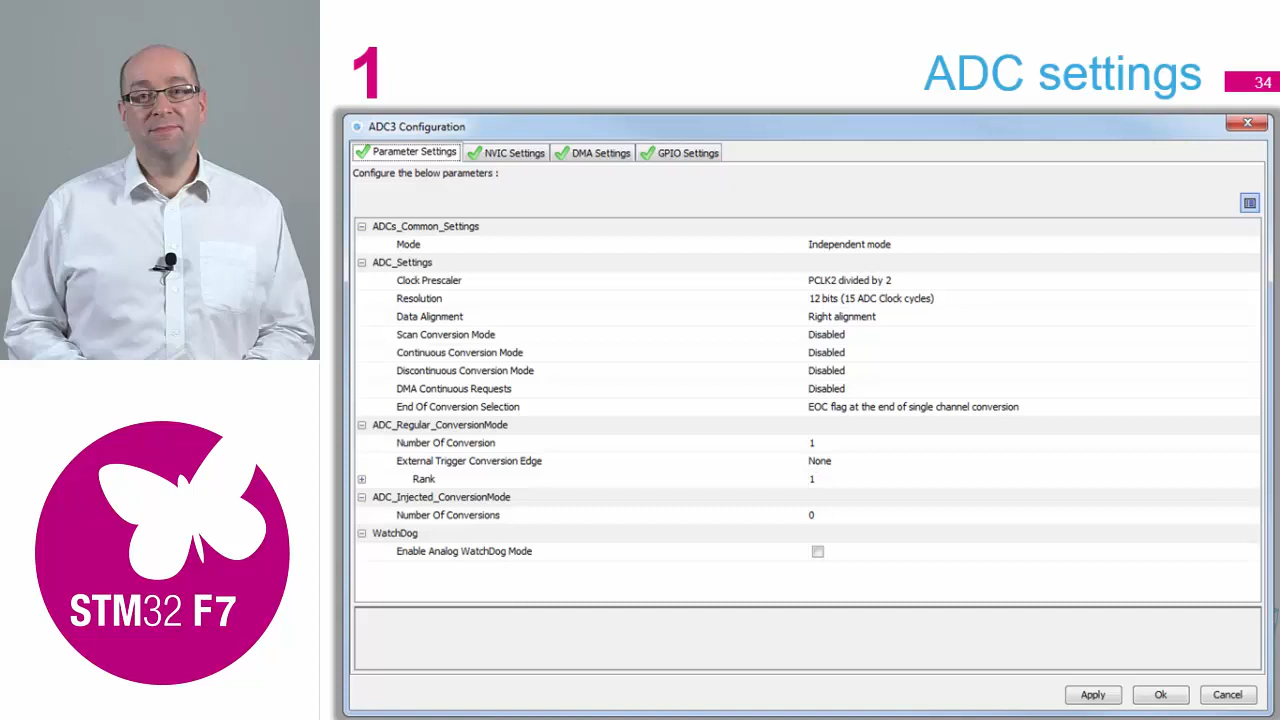 1
ADC settings
34
ADC3 Configuration
Parameter Settings
NVIC Settings
DMA Settings
GPIO Settings
Configure the below parameters :
ADCs_Common_Settings
Mode Independent mode
ADC_Settings
Clock Prescaler PCLK2 divided by 2
Resolution 12 bits (15 ADC Clock cycles)
Data Alignment Right alignment
Scan Conversion Mode Disabled
Continuous Conversion Mode Disabled
Discontinuous Conversion Mode Disabled
DMA Continuous Requests Disabled
End Of Conversion Selection EOC flag at the end of single channel conversion
ADC_Regular_ConversionMode
Number Of Conversion 1
External Trigger Conversion Edge None
Rank 1
ADC_Injected_ConversionMode
Number Of Conversions 0
WatchDog
Enable Analog WatchDog Mode
Apply
Ok
Cancel
STM32 F7